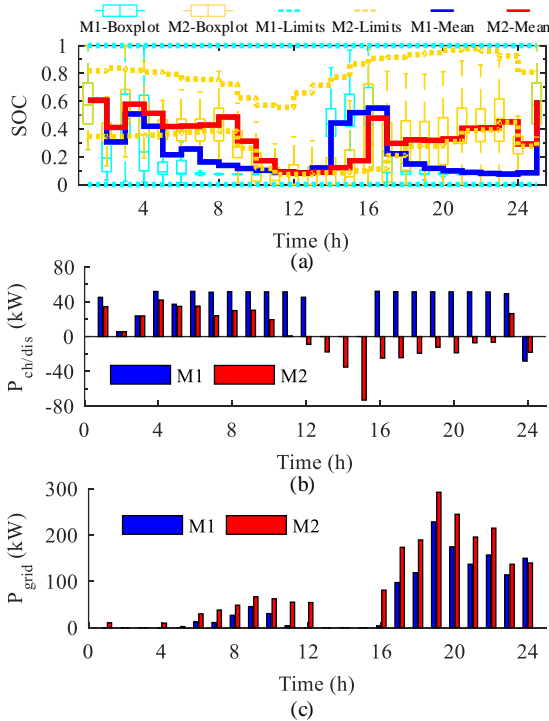 M1-Boxplot M2-Boxplot M1-Limits M2-Limits M1-Mean M2-Mean
SOC
1
0.8
0.6
0.4
0.2
0
4 8 12 16 20 24
Time (h)
(a)
P ch/dis (kW)
80
40
0
-40
-80
M1 M2
0 4 8 12 16 20 24
Time (h)
(b)
P grid (kW)
300
200
100
0
M1 M2
0 4 8 12 16 20 24
Time (h)
(c)